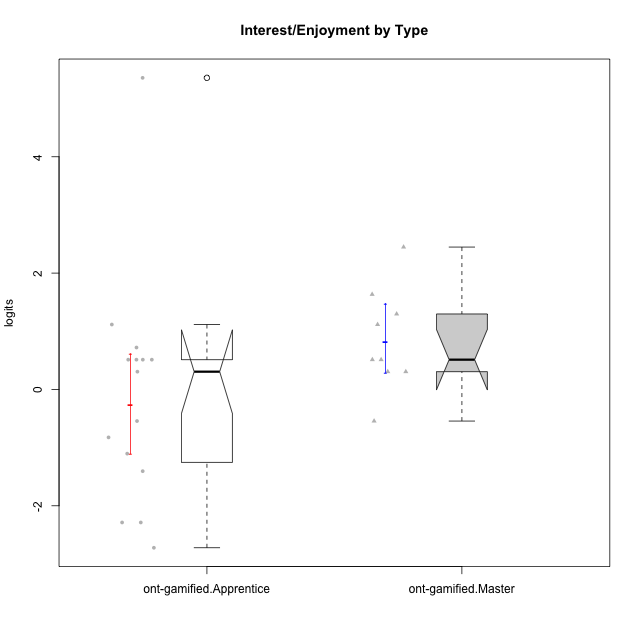 Interest/Enjoyment by Type
logits
4
2
0
-2
ont-gamified.Apprentice
ont-gamified.Master